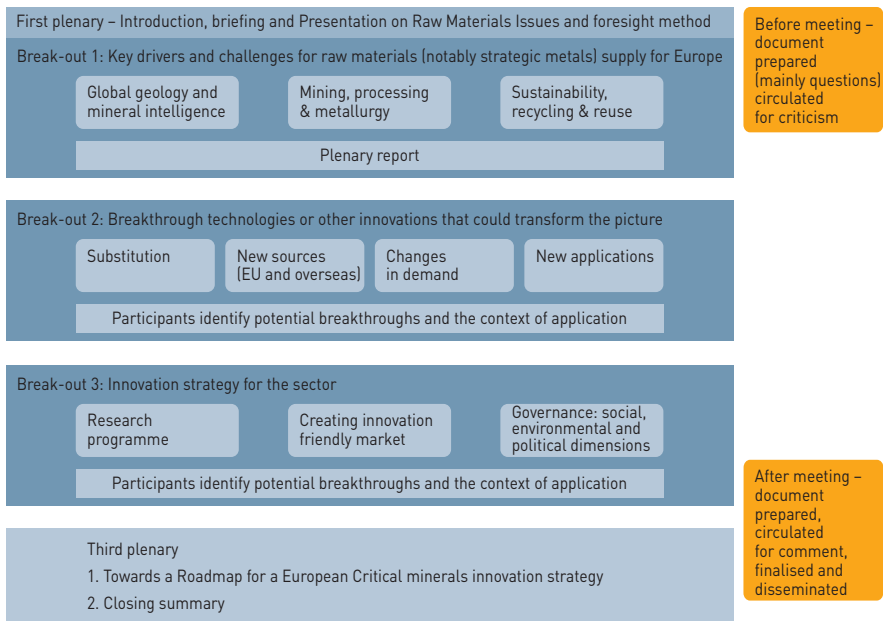 First plenary – Introduction, briefing and Presentation on Raw Materials Issues and foresight method
Break-out 1: Key drivers and challenges for raw materials (notably strategic metals) supply for Europe
Global geology and
mineral intelligence
Mining, processing
& metallurgy
Sustainability,
recycling & reuse
Plenary report
Before meeting –
document
prepared
(mainly questions)
circulated
for criticism
Break-out 2: Breakthrough technologies or other innovations that could transform the picture
Substitution
New sources
(EU and overseas)
Changes
in demand
New applications
Participants identify potential breakthroughs and the context of application
Break-out 3: Innovation strategy for the sector
Research
programme
Creating innovation
friendly market
Governance: social,
environmental and
political dimensions
Participants identify potential breakthroughs and the context of application
After meeting –
document
prepared,
circulated
for comment,
finalised and
disseminated
Third plenary
1. Towards a Roadmap for a European Critical minerals innovation strategy
2. Closing summary